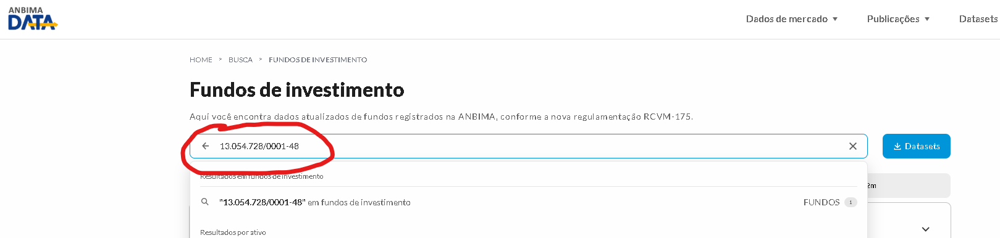 ANBIMA
DATA
Dados de mercado
Publicações
Datasets
HOME > BUSCA > FUNDOS DE INVESTIMENTO
Fundos de investimento
Aqui você encontra dados atualizados de fundos registrados na ANBIMA, conforme a nova regulamentação RCVM-175.
13.054.728/0001-48
Datasets
Resultados em fundos de investimento
2m
"13.054.728/0001-48" em fundos de investimento FUNDOS 1
Resultados por ativo